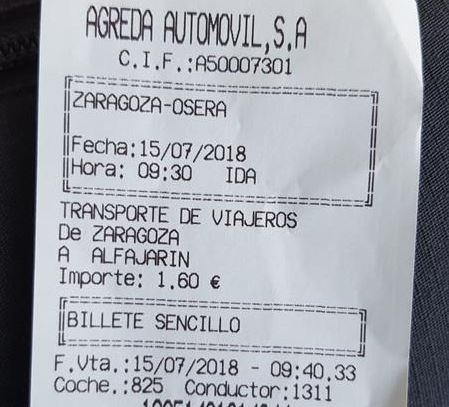 AGREDA AUTOMOVIL,S.A
C.I.F.:A50007301
ZARAGOZA-OSERA
Fecha:15/07/2018
Hora: 09:30 IDA
TRANSPORTE DE VIAJEROS
De ZARAGOZA
A ALFAJARIN
Importe: 1.60 €
BILLETE SENCILLO
F.Vta.:15/07/2018 - 09:40.33
Coche.:825 Conductor:1311